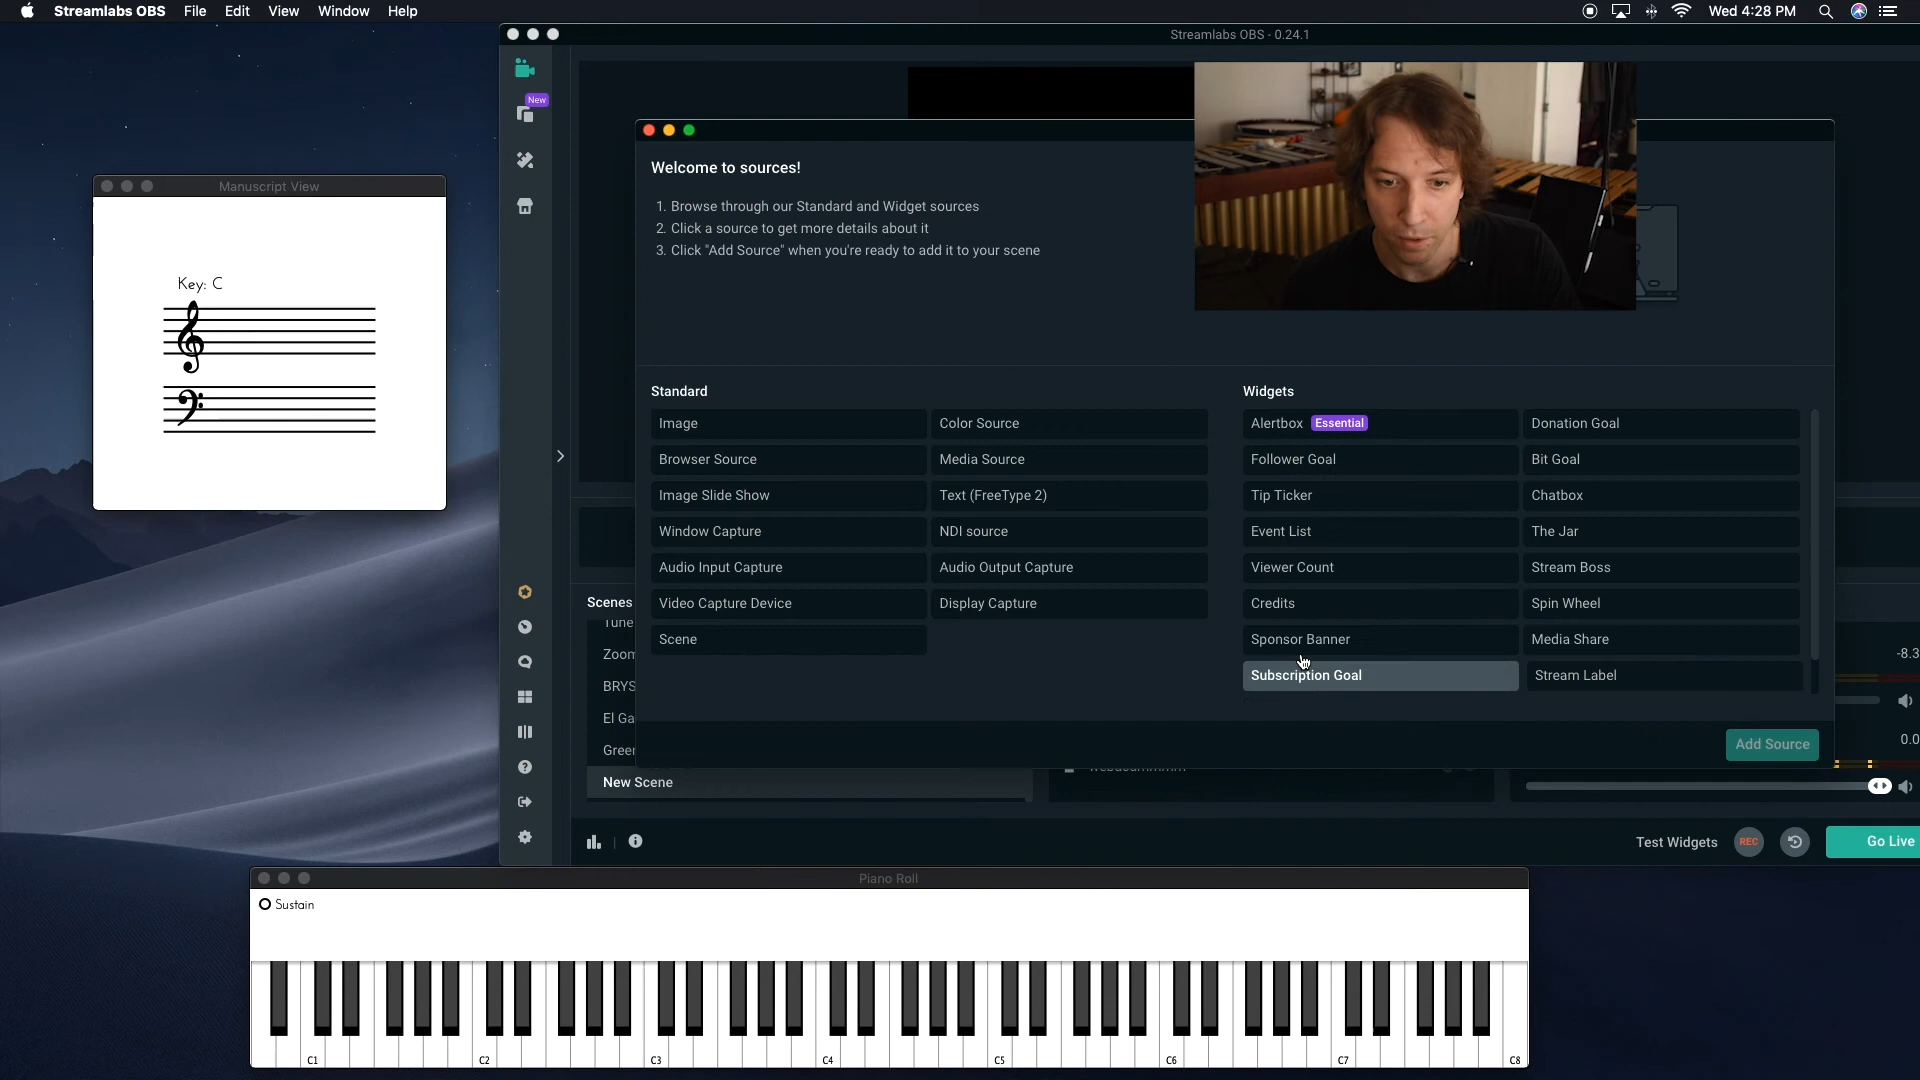 Streamlabs OBS File Edit View Window Help
Wed 4:28 PM
Streamlabs OBS - 0.24.1
New
Manuscript View
Key: C
Welcome to sources!
1. Browse through our Standard and Widget sources
2. Click a source to get more details about it
3. Click "Add Source" when you're ready to add it to your scene
Standard
Image
Color Source
Browser Source
Media Source
Image Slide Show
Text (FreeType 2)
Window Capture
NDI source
Audio Input Capture
Audio Output Capture
Video Capture Device
Display Capture
Scene
Widgets
Alertbox Essential
Donation Goal
Follower Goal
Bit Goal
Tip Ticker
Chatbox
Event List
The Jar
Viewer Count
Stream Boss
Credits
Spin Wheel
Sponsor Banner
Media Share
Subscription Goal
Stream Label
Add Source
Scenes
Tune
Zoom
BRYS
El Ga
Green
New Scene
-8.3
0.0
Test Widgets REC Go Live
Piano Roll
Sustain
C1 C2 C3 C4 C5 C6 C7 C8